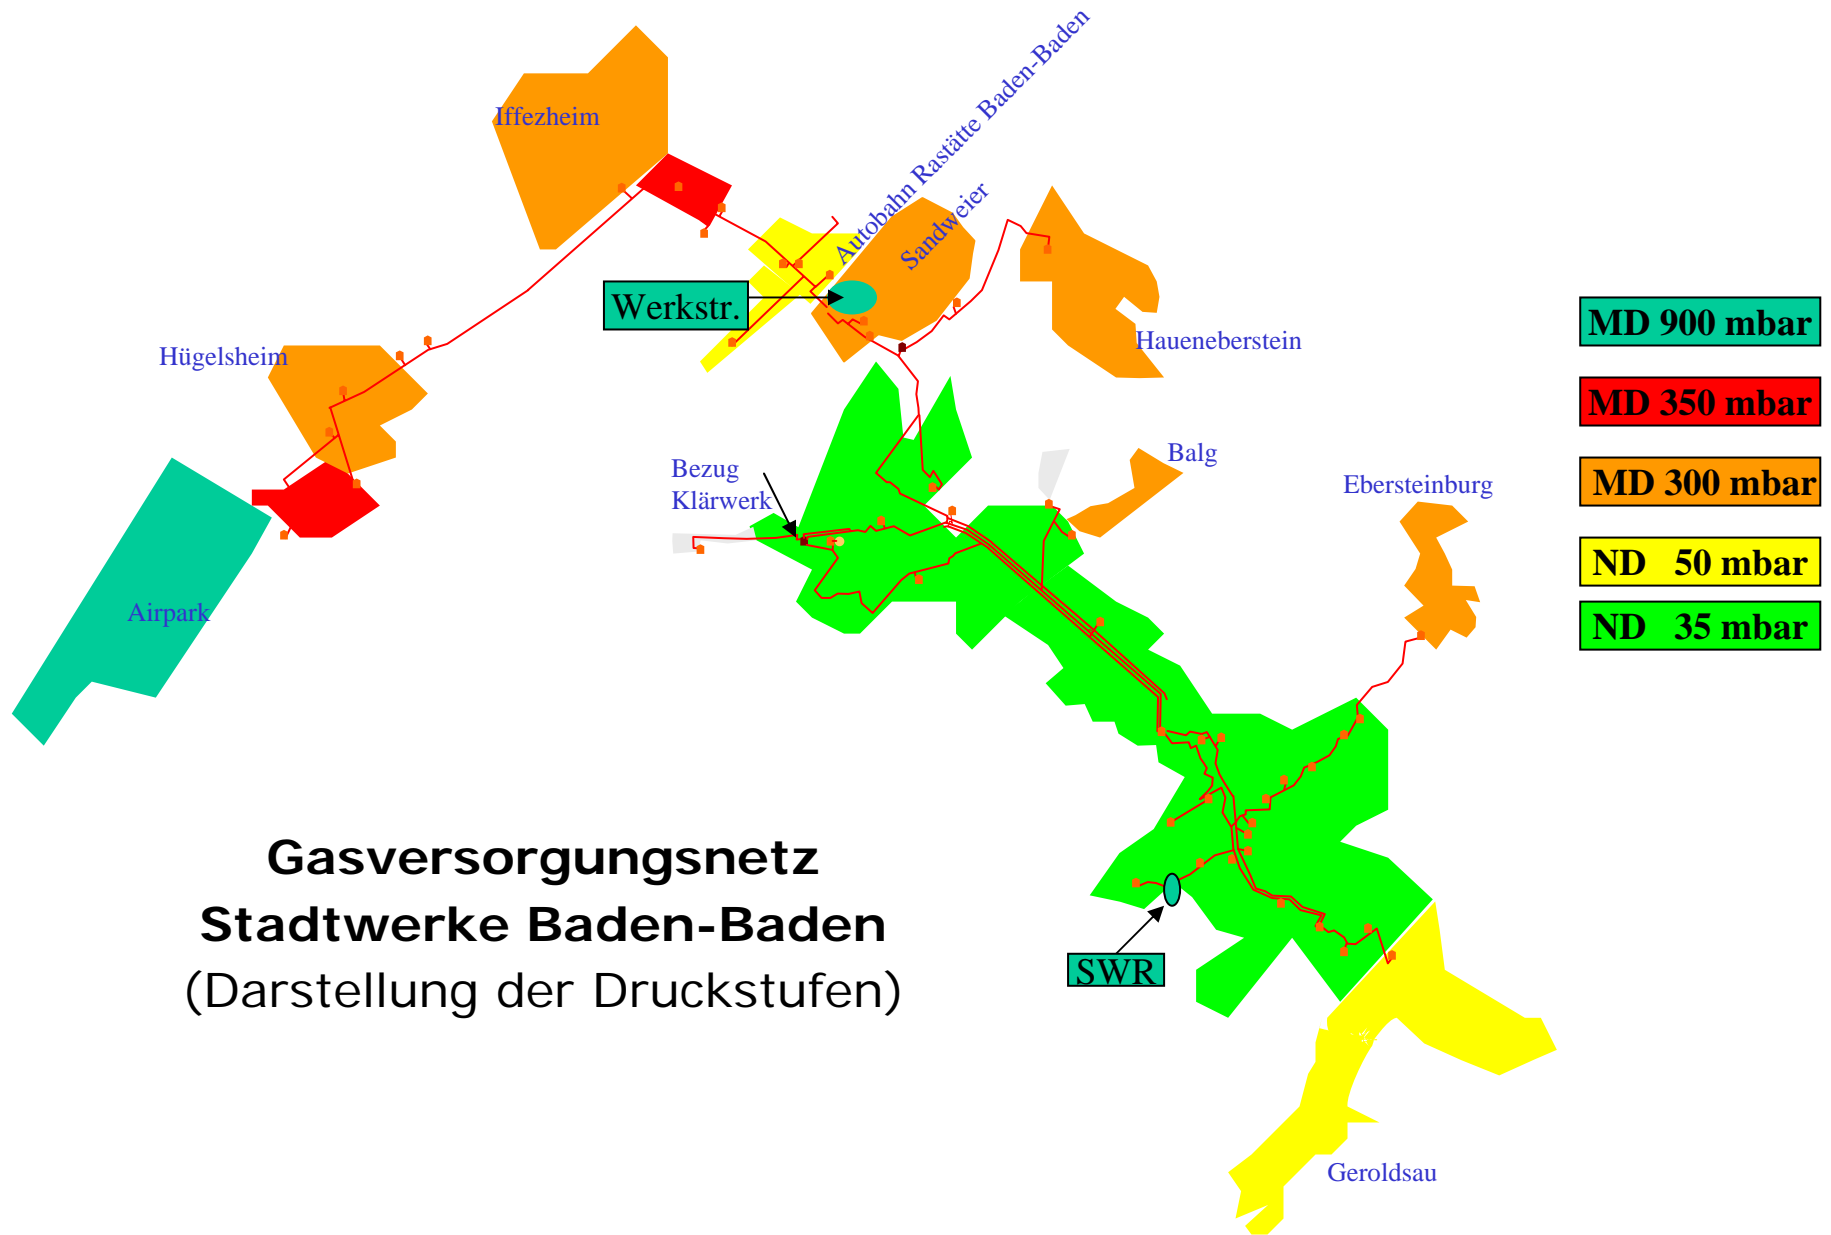 Autobahn Rastätte Baden-Baden
Iffezheim
Sandweier
Werkstr.
Haueneberstein
Hügelsheim
Balg
Bezug
Klärwerk
Ebersteinburg
Airpark
MD 900 mbar
MD 350 mbar
MD 300 mbar
ND 50 mbar
ND 35 mbar
Gasversorgungsnetz
Stadtwerke Baden-Baden
(Darstellung der Druckstufen)
SWR
Geroldsau